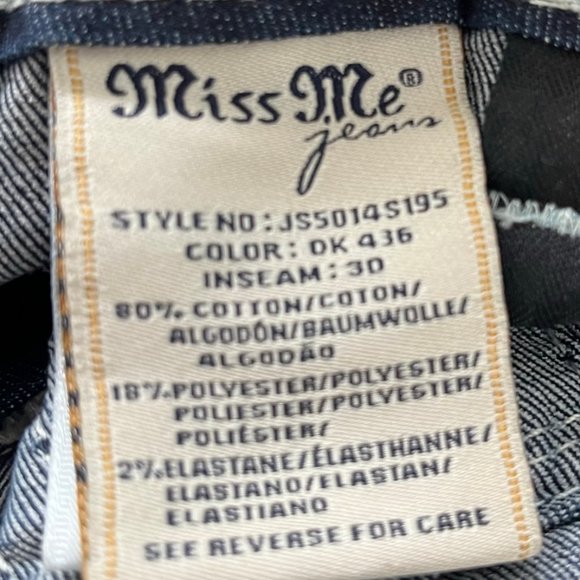 Miss Me®
jeans
STYLE NO: JS5014S195
COLOR: DK 436
INSEAM: 30
80% COTTON/COTON/
ALGODÓN/BAUMWOLLE/
ALGODÃO
18% POLYESTER/POLYESTER/
POLIESTER/POLYESTER/
POLIÉSTER/
2% ELASTANE/ÉLASTHANNE/
ELASTANO/ELASTAN/
ELASTIANO
SEE REVERSE FOR CARE